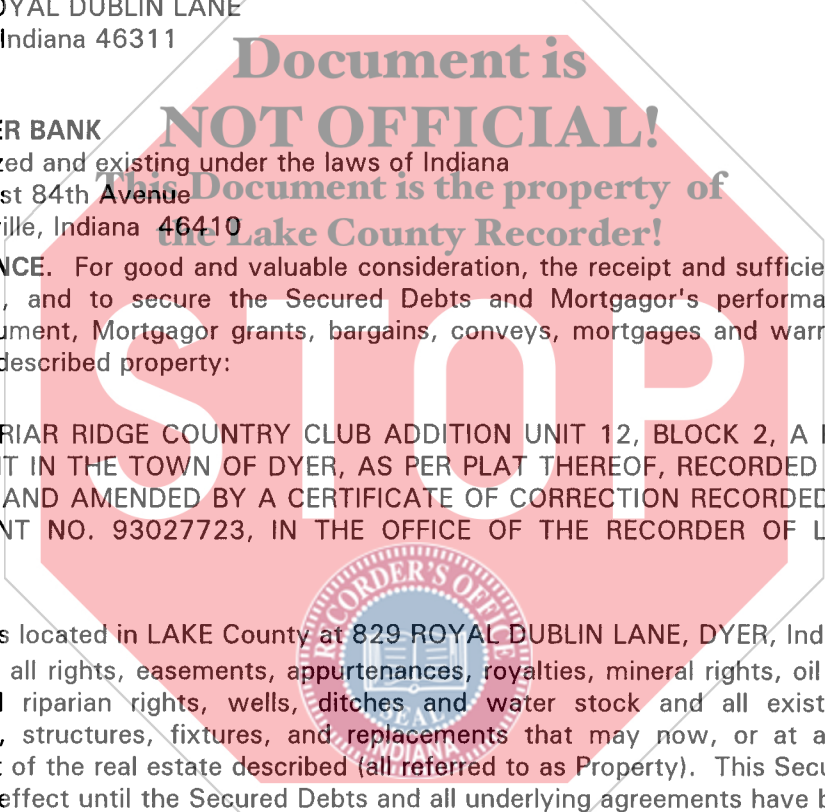 OYAL DUBLIN LANE
Indiana 46311
Document is
NOT OFFICIAL!
ER BANK
zed and existing under the laws of Indiana
This Document is the property of
st 84th Avenue
ville, Indiana 46410
the Lake County Recorder!
NCE. For good and valuable consideration, the receipt and sufficie
, and to secure the Secured Debts and Mortgagor's performa
ument, Mortgagor grants, bargains, conveys, mortgages and warr
described property:
STOP
RIAR RIDGE COUNTRY CLUB ADDITION UNIT 12, BLOCK 2, A
T IN THE TOWN OF DYER, AS PER PLAT THEREOF, RECORDED
AND AMENDED BY A CERTIFICATE OF CORRECTION RECORDED
NT NO. 93027723, IN THE OFFICE OF THE RECORDER OF L
RECORDER'S OFFICE
SEAL
INDIANA
s located in LAKE County at 829 ROYAL DUBLIN LANE, DYER, Ind
all rights, easements, appurtenances, royalties, mineral rights, oil
l riparian rights, wells, ditches and water stock and all exist
, structures, fixtures, and replacements that may now, or at a
t of the real estate described (all referred to as Property). This Secu
effect until the Secured Debts and all underlying agreements have b